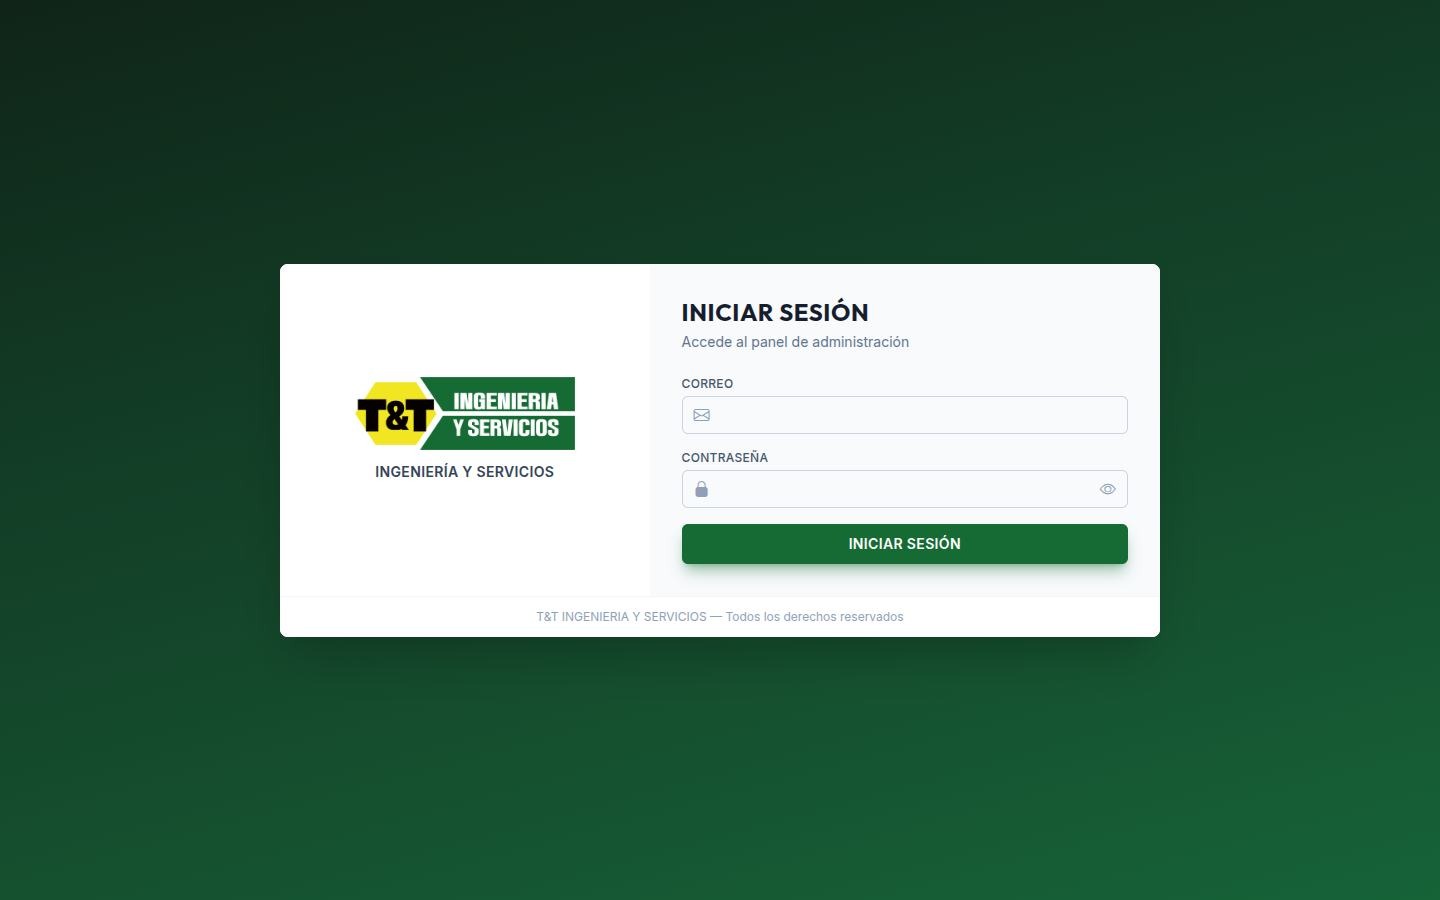 T&T INGENIERIA
Y SERVICIOS
INGENIERÍA Y SERVICIOS
INICIAR SESIÓN
Accede al panel de administración
CORREO
CONTRASEÑA
INICIAR SESIÓN
T&T INGENIERIA Y SERVICIOS — Todos los derechos reservados